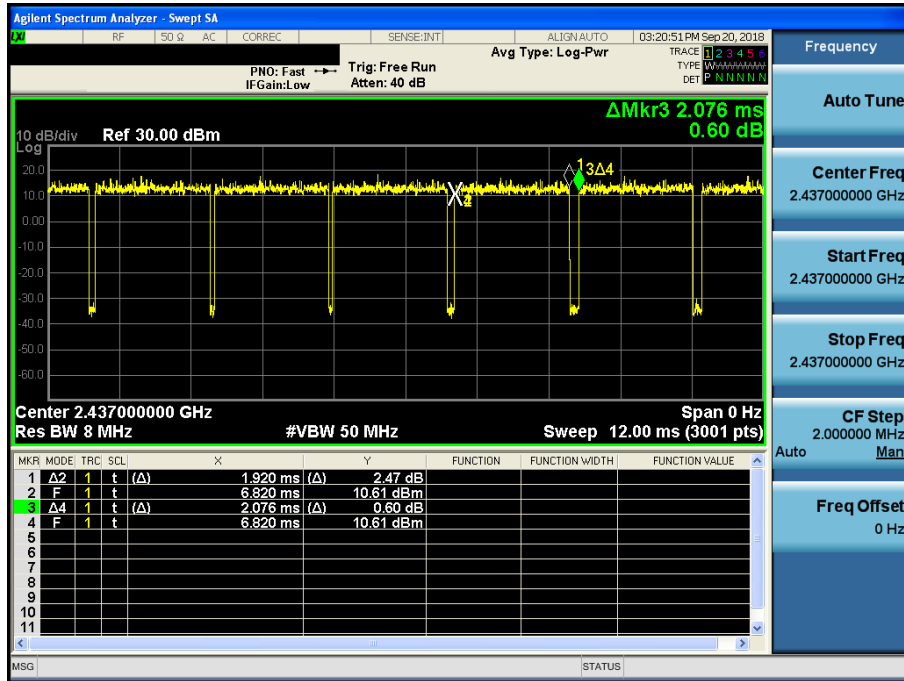 Agilent Spectrum Analyzer - Swept SA
LXI RF 50 Ω AC CORREC SENSE:INT ALIGN AUTO 03:20:51 PM Sep 20, 2018
PNO: Fast Trig: Free Run Avg Type: Log-Pwr TRACE 1 2 3 4 5 6
IFGain:Low Atten: 40 dB TYPE WWWWWW
DET P N N N N N
ΔMkr3 2.076 ms
0.60 dB
10 dB/div Ref 30.00 dBm
Log
20.0
10.0
0.00
-10.0
-20.0
-30.0
-40.0
-50.0
-60.0
1
3Δ4
X
Center 2.437000000 GHz Span 0 Hz
Res BW 8 MHz #VBW 50 MHz Sweep 12.00 ms (3001 pts)
MKR MODE TRC SCL X Y FUNCTION FUNCTION WIDTH FUNCTION VALUE
1 Δ2 1 t (Δ) 1.920 ms (Δ) 2.47 dB
2 F 1 t 6.820 ms 10.61 dBm
3 Δ4 1 t (Δ) 2.076 ms (Δ) 0.60 dB
4 F 1 t 6.820 ms 10.61 dBm
5
6
7
8
9
10
11
MSG STATUS
Frequency
Auto Tune
Center Freq
2.437000000 GHz
Start Freq
2.437000000 GHz
Stop Freq
2.437000000 GHz
CF Step
2.000000 MHz
Auto Man
Freq Offset
0 Hz